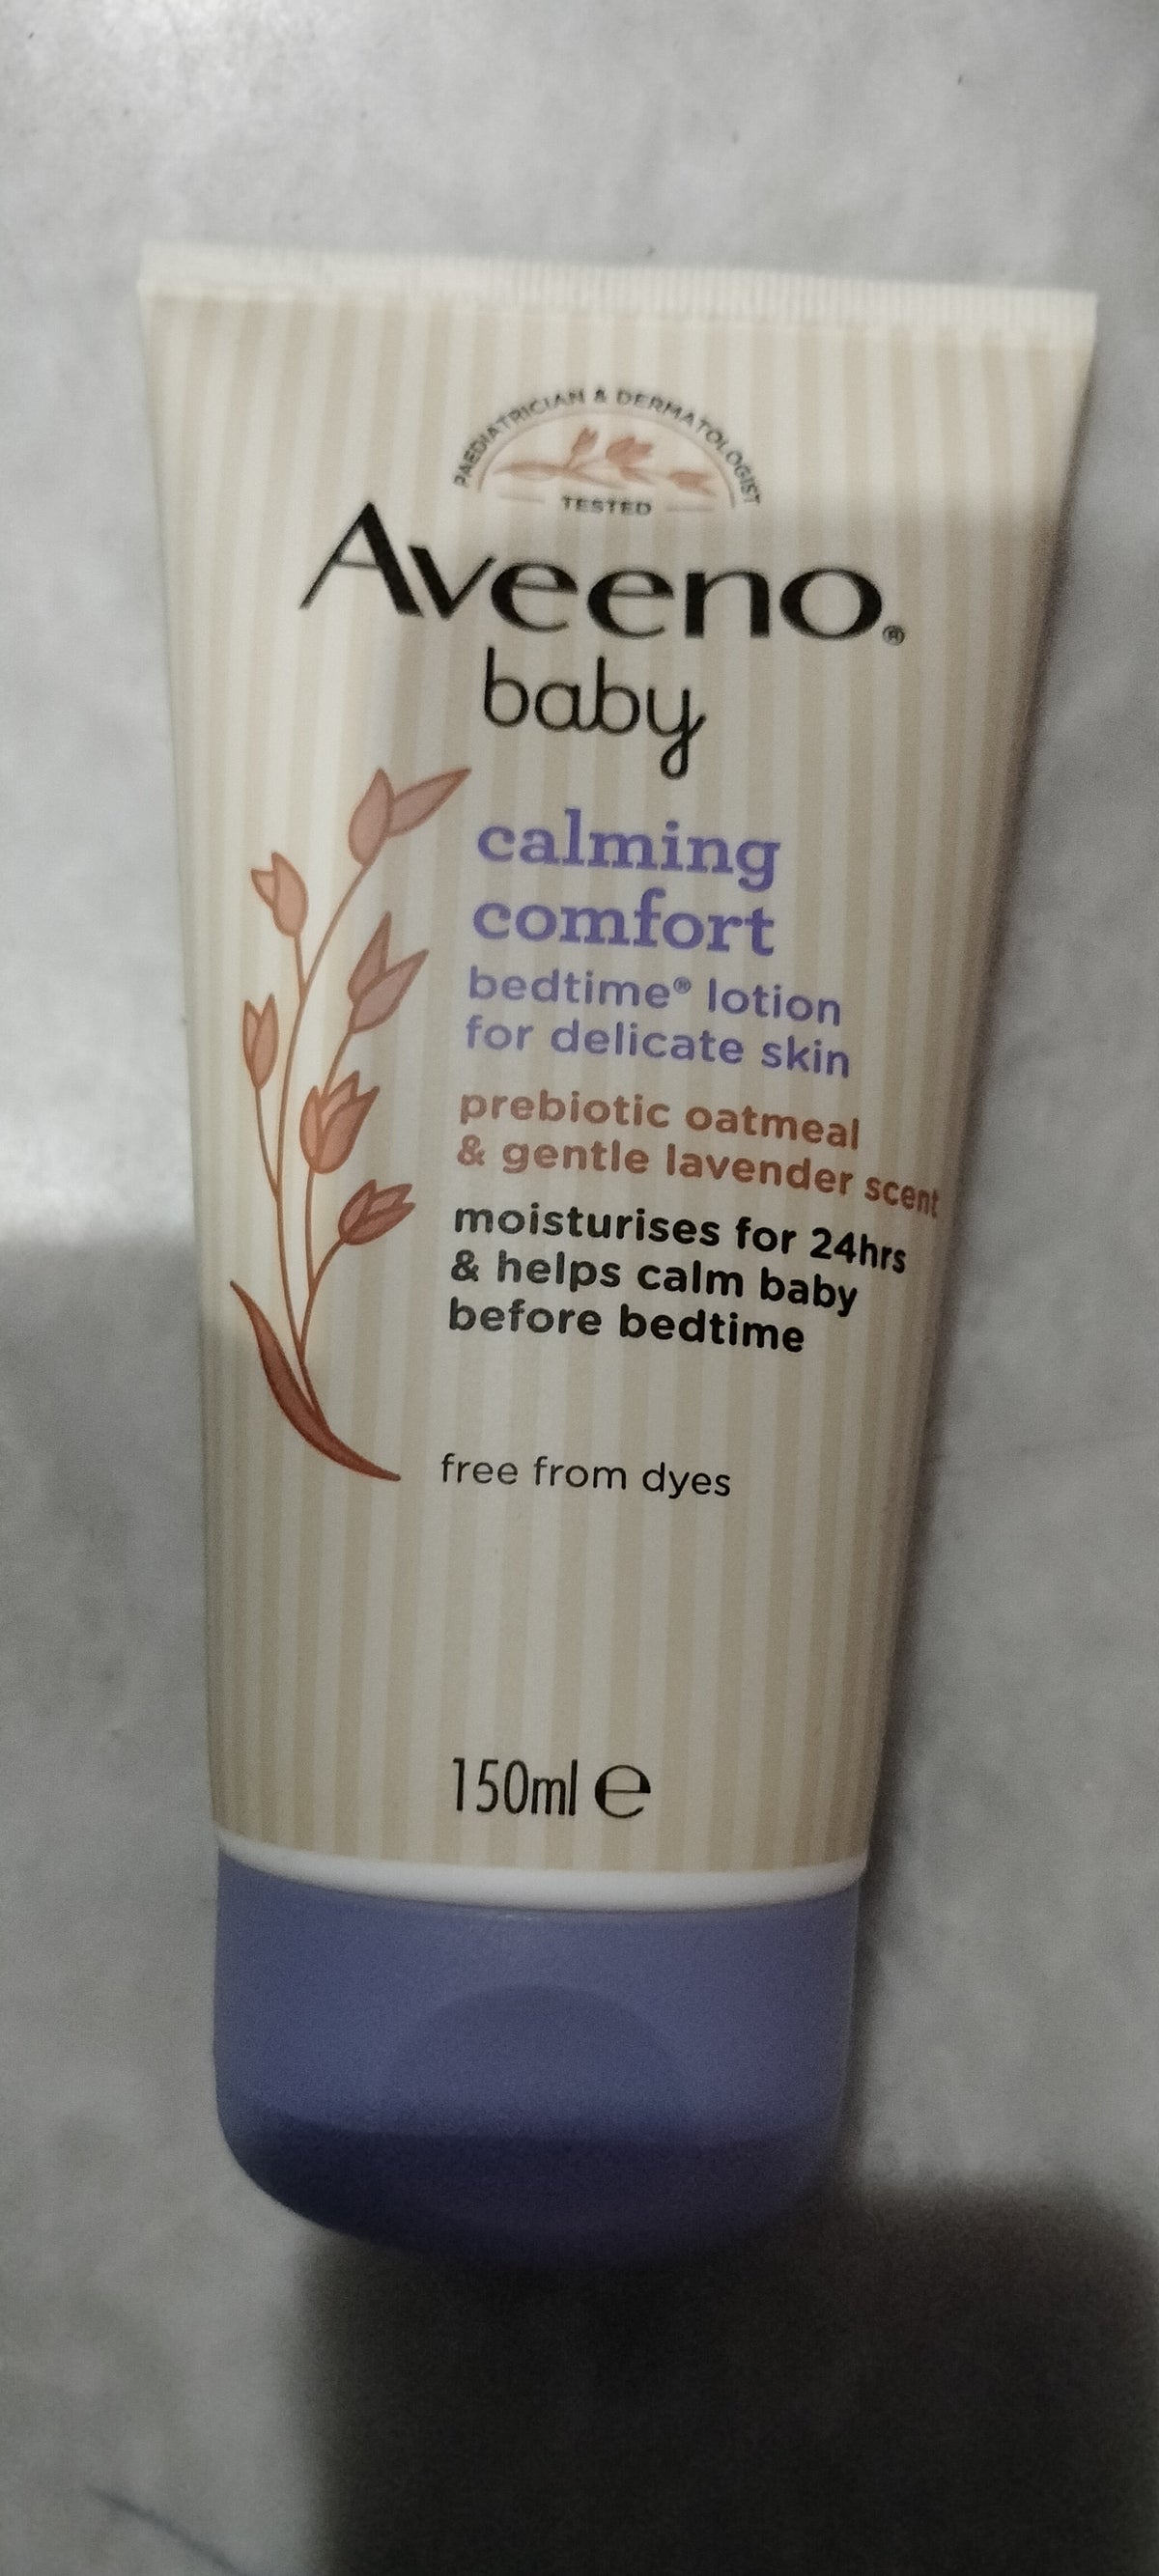 PAEDIATRICIAN & DERMATOLOGIST
TESTED
Aveeno®
baby
calming
comfort
bedtime® lotion
for delicate skin
prebiotic oatmeal
& gentle lavender scent
moisturises for 24hrs
& helps calm baby
before bedtime
free from dyes
150ml ℮